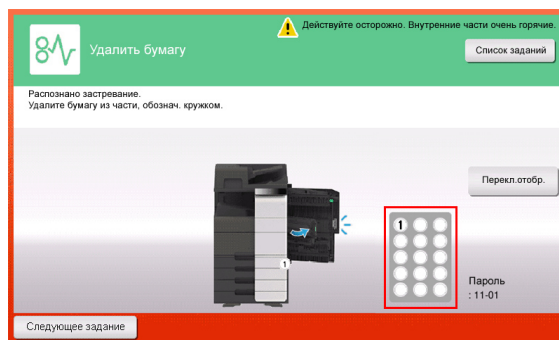 Действуйте осторожно. Внутренние части очень горячие.
Удалить бумагу
Список заданий
Распознано застревание.
Удалите бумагу из части, обознач. кружком.
Перекл.отобр.
1
1
Пароль
: 11-01
Следующее задание